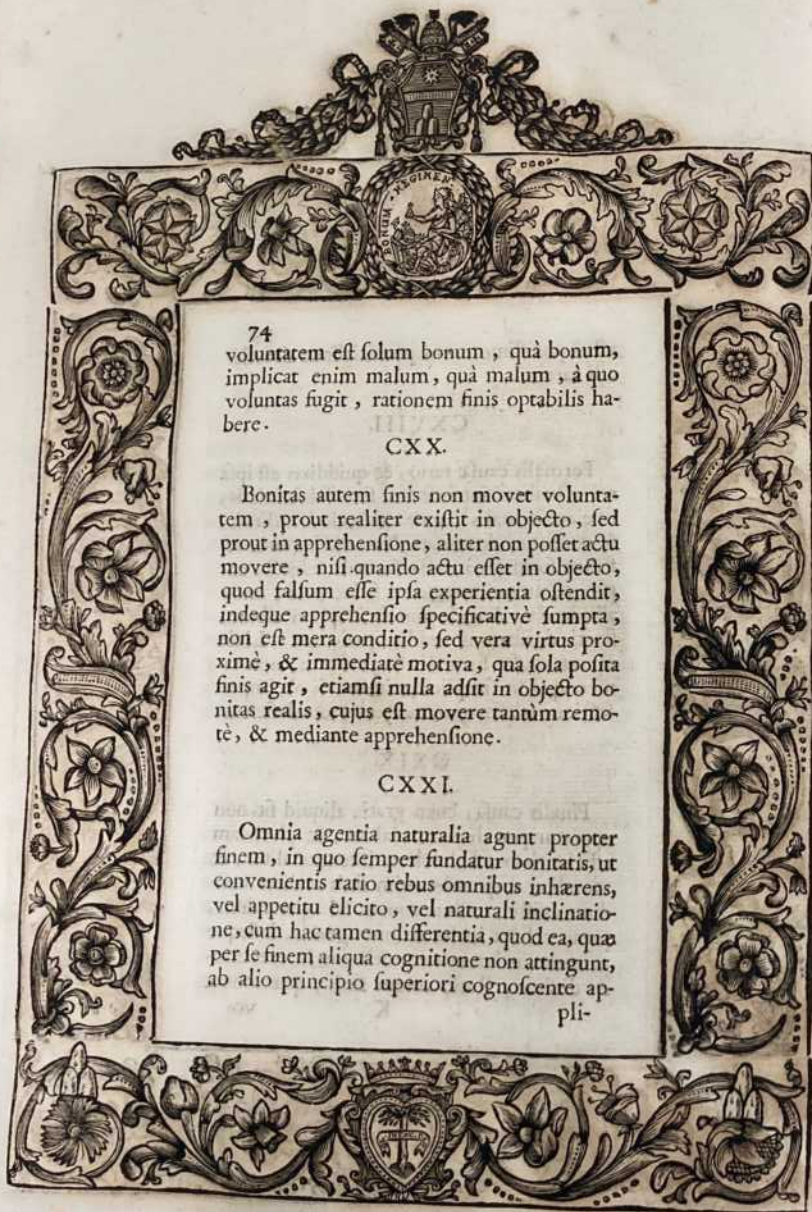 BONUM REGIMEN
74
voluntatem eſt ſolum bonum , quà bonum,
implicat enim malum, quà malum , à quo
voluntas fugit , rationem finis optabilis ha-
bere.
CXX.
Bonitas autem finis non movet volunta-
tem , prout realiter exiſtit in objecto, ſed
prout in apprehenſione, aliter non poſſet actu
movere , niſi quando actu eſſet in objecto,
quod falſum eſſe ipſa experientia oſtendit,
indeque apprehenſio ſpecificativè ſumpta ,
non eſt mera conditio, ſed vera virtus pro-
ximè, & immediatè motiva, qua ſola poſita
finis agit , etiamſi nulla adſit in objecto bo-
nitas realis, cujus eſt movere tantùm remo-
tè, & mediante apprehenſione.
CXXI.
Omnia agentia naturalia agunt propter
finem, in quo ſemper fundatur bonitatis, ut
convenientis ratio rebus omnibus inhærens,
vel appetitu elicito, vel naturali inclinatio-
ne, cum hac tamen differentia, quod ea, quæ
per ſe finem aliqua cognitione non attingunt,
ab alio principio ſuperiori cognoſcente ap-
pli-